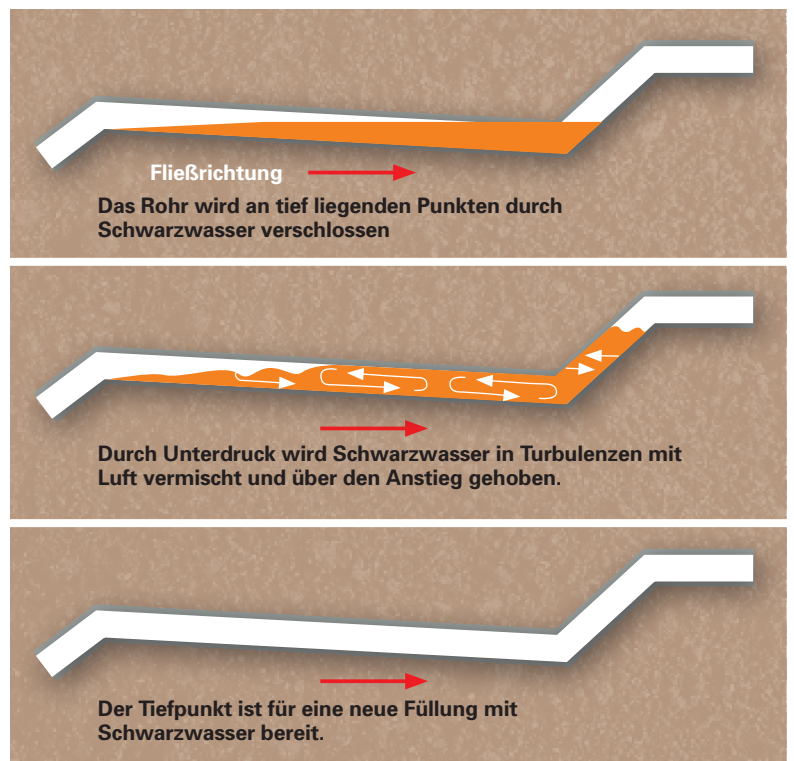 Fließrichtung
Das Rohr wird an tief liegenden Punkten durch
Schwarzwasser verschlossen
Durch Unterdruck wird Schwarzwasser in Turbulenzen mit
Luft vermischt und über den Anstieg gehoben.
Der Tiefpunkt ist für eine neue Füllung mit
Schwarzwasser bereit.